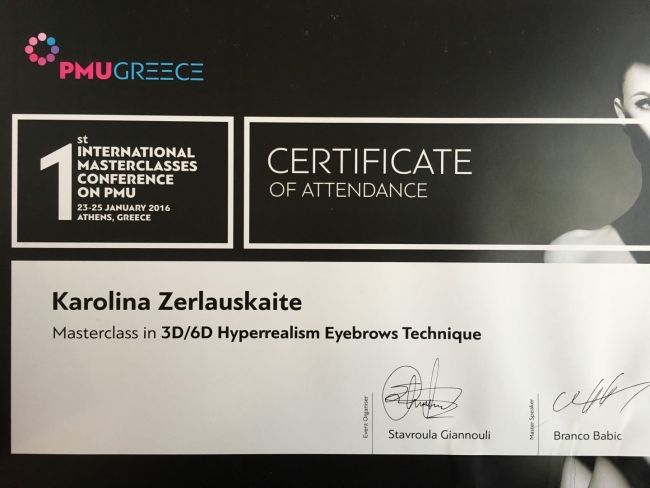 PMUGREECE
1st INTERNATIONAL
MASTERCLASSES
CONFERENCE
ON PMU
23-25 JANUARY 2016
ATHENS, GREECE
CERTIFICATE
OF ATTENDANCE
Karolina Zerlauskaite
Masterclass in 3D/6D Hyperrealism Eyebrows Technique
Event Organiser
Stavroula Giannouli
Master Speaker
Branco Babic